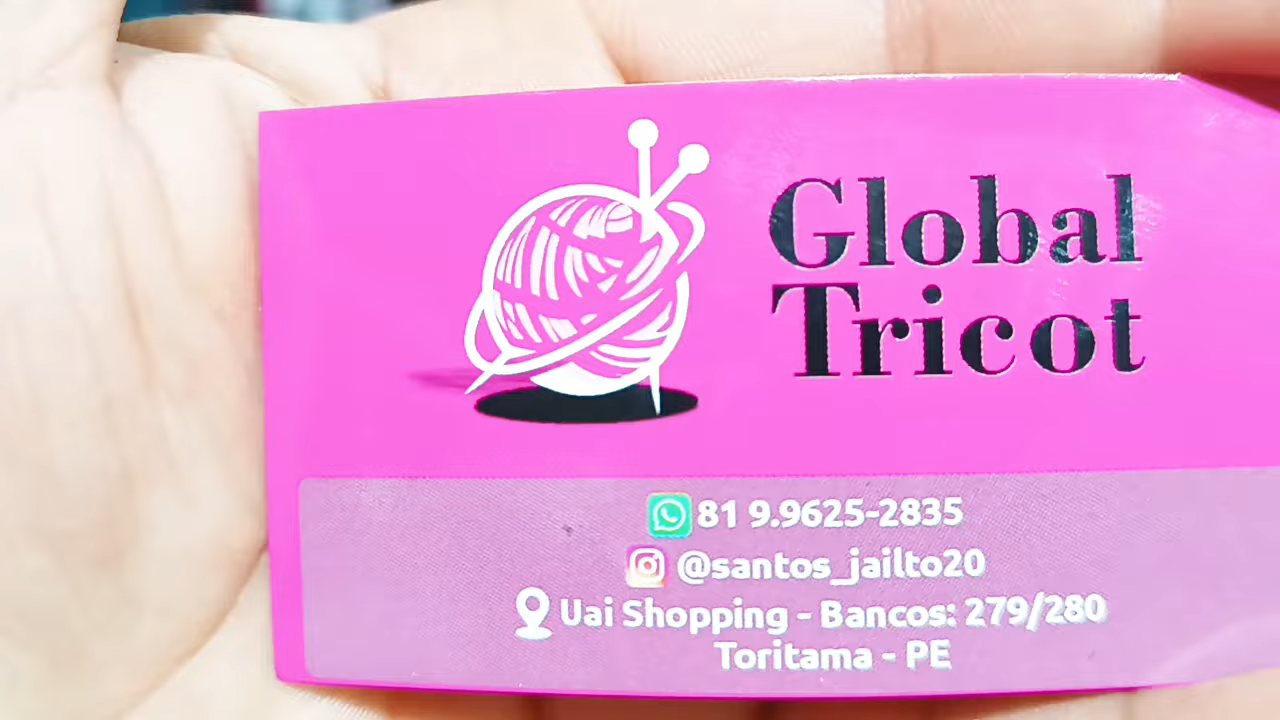 Global
Tricot
81 9.9625-2835
@santos_jailto20
Uai Shopping - Bancos: 279/280
Toritama - PE